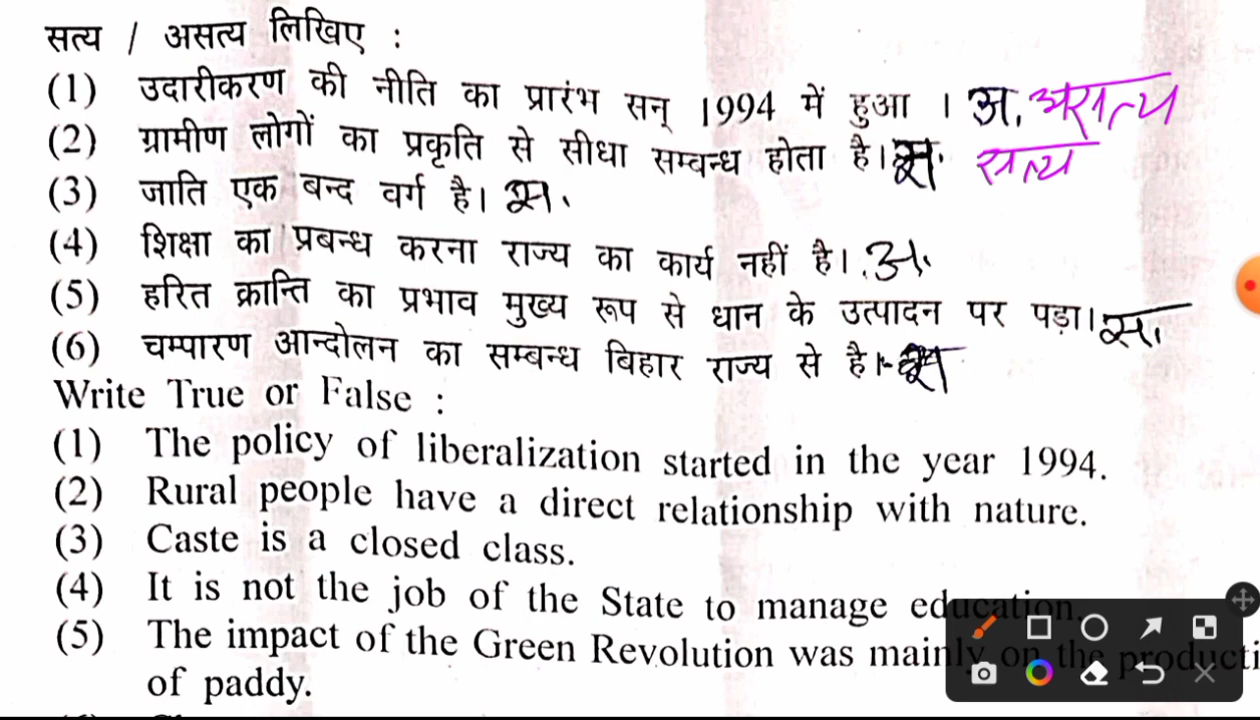 सत्य / असत्य लिखिए :
(1) उदारीकरण की नीति का प्रारंभ सन् 1994 में हुआ । अ. असत्य
(2) ग्रामीण लोगों का प्रकृति से सीधा सम्बन्ध होता है। स. सत्य
(3) जाति एक बन्द वर्ग है। स.
(4) शिक्षा का प्रबन्ध करना राज्य का कार्य नहीं है। अ.
(5) हरित क्रान्ति का प्रभाव मुख्य रूप से धान के उत्पादन पर पड़ा। स.
(6) चम्पारण आन्दोलन का सम्बन्ध बिहार राज्य से है। स
Write True or False :
(1) The policy of liberalization started in the year 1994.
(2) Rural people have a direct relationship with nature.
(3) Caste is a closed class.
(4) It is not the job of the State to manage education.
(5) The impact of the Green Revolution was mainly on the producti
of paddy.